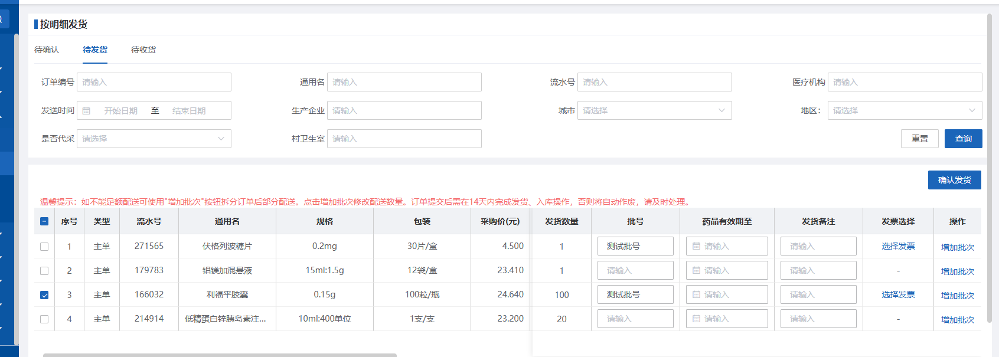 按明细发货
待确认 待发货 待收货
订单编号 请输入 通用名 请输入 流水号 请输入 医疗机构 请输入
发送时间 开始日期 至 结束日期 生产企业 请输入 城市 请选择 地区： 请选择
是否代采 请选择 村卫生室 请输入 重置 查询
确认发货
温馨提示：如不能足额配送可使用"增加批次"按钮拆分订单后部分配送。点击增加批次修改配送数量。订单提交后需在14天内完成发货、入库操作，否则将自动作废，请及时处理。
序号 类型 流水号 通用名 规格 包装 采购价(元) 发货数量 批号 药品有效期至 发货备注 发票选择 操作
1 主单 271565 伏格列波糖片 0.2mg 30片/盒 4.500 1 测试批号 请输入 请输入 选择发票 增加批次
2 主单 179783 铝镁加混悬液 15ml:1.5g 12袋/盒 23.410 1 请输入 请输入 请输入 - 增加批次
3 主单 166032 利福平胶囊 0.15g 100粒/瓶 24.640 100 测试批号 请输入 请输入 选择发票 增加批次
4 主单 214914 低精蛋白锌胰岛素注... 10ml:400单位 1支/支 23.200 20 请输入 请输入 请输入 - 增加批次